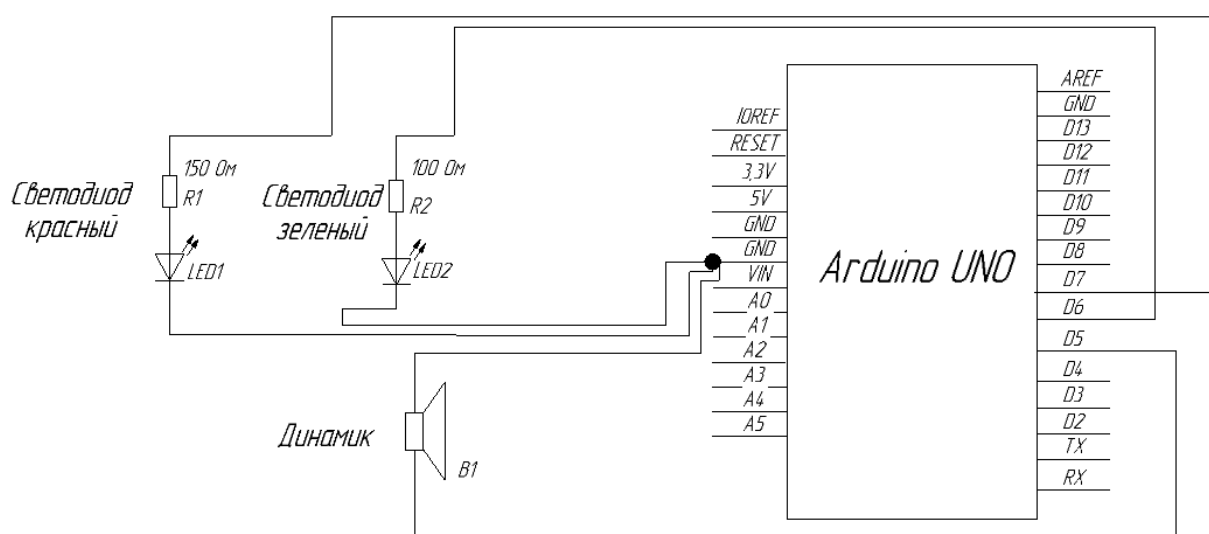 150 Ом
R1
Светодиод
красный
LED1
100 Ом
R2
Светодиод
зеленый
LED2
Динамик
B1
IOREF
RESET
3,3V
5V
GND
GND
VIN
A0
A1
A2
A3
A4
A5
Arduino UNO
AREF
GND
D13
D12
D11
D10
D9
D8
D7
D6
D5
D4
D3
D2
TX
RX